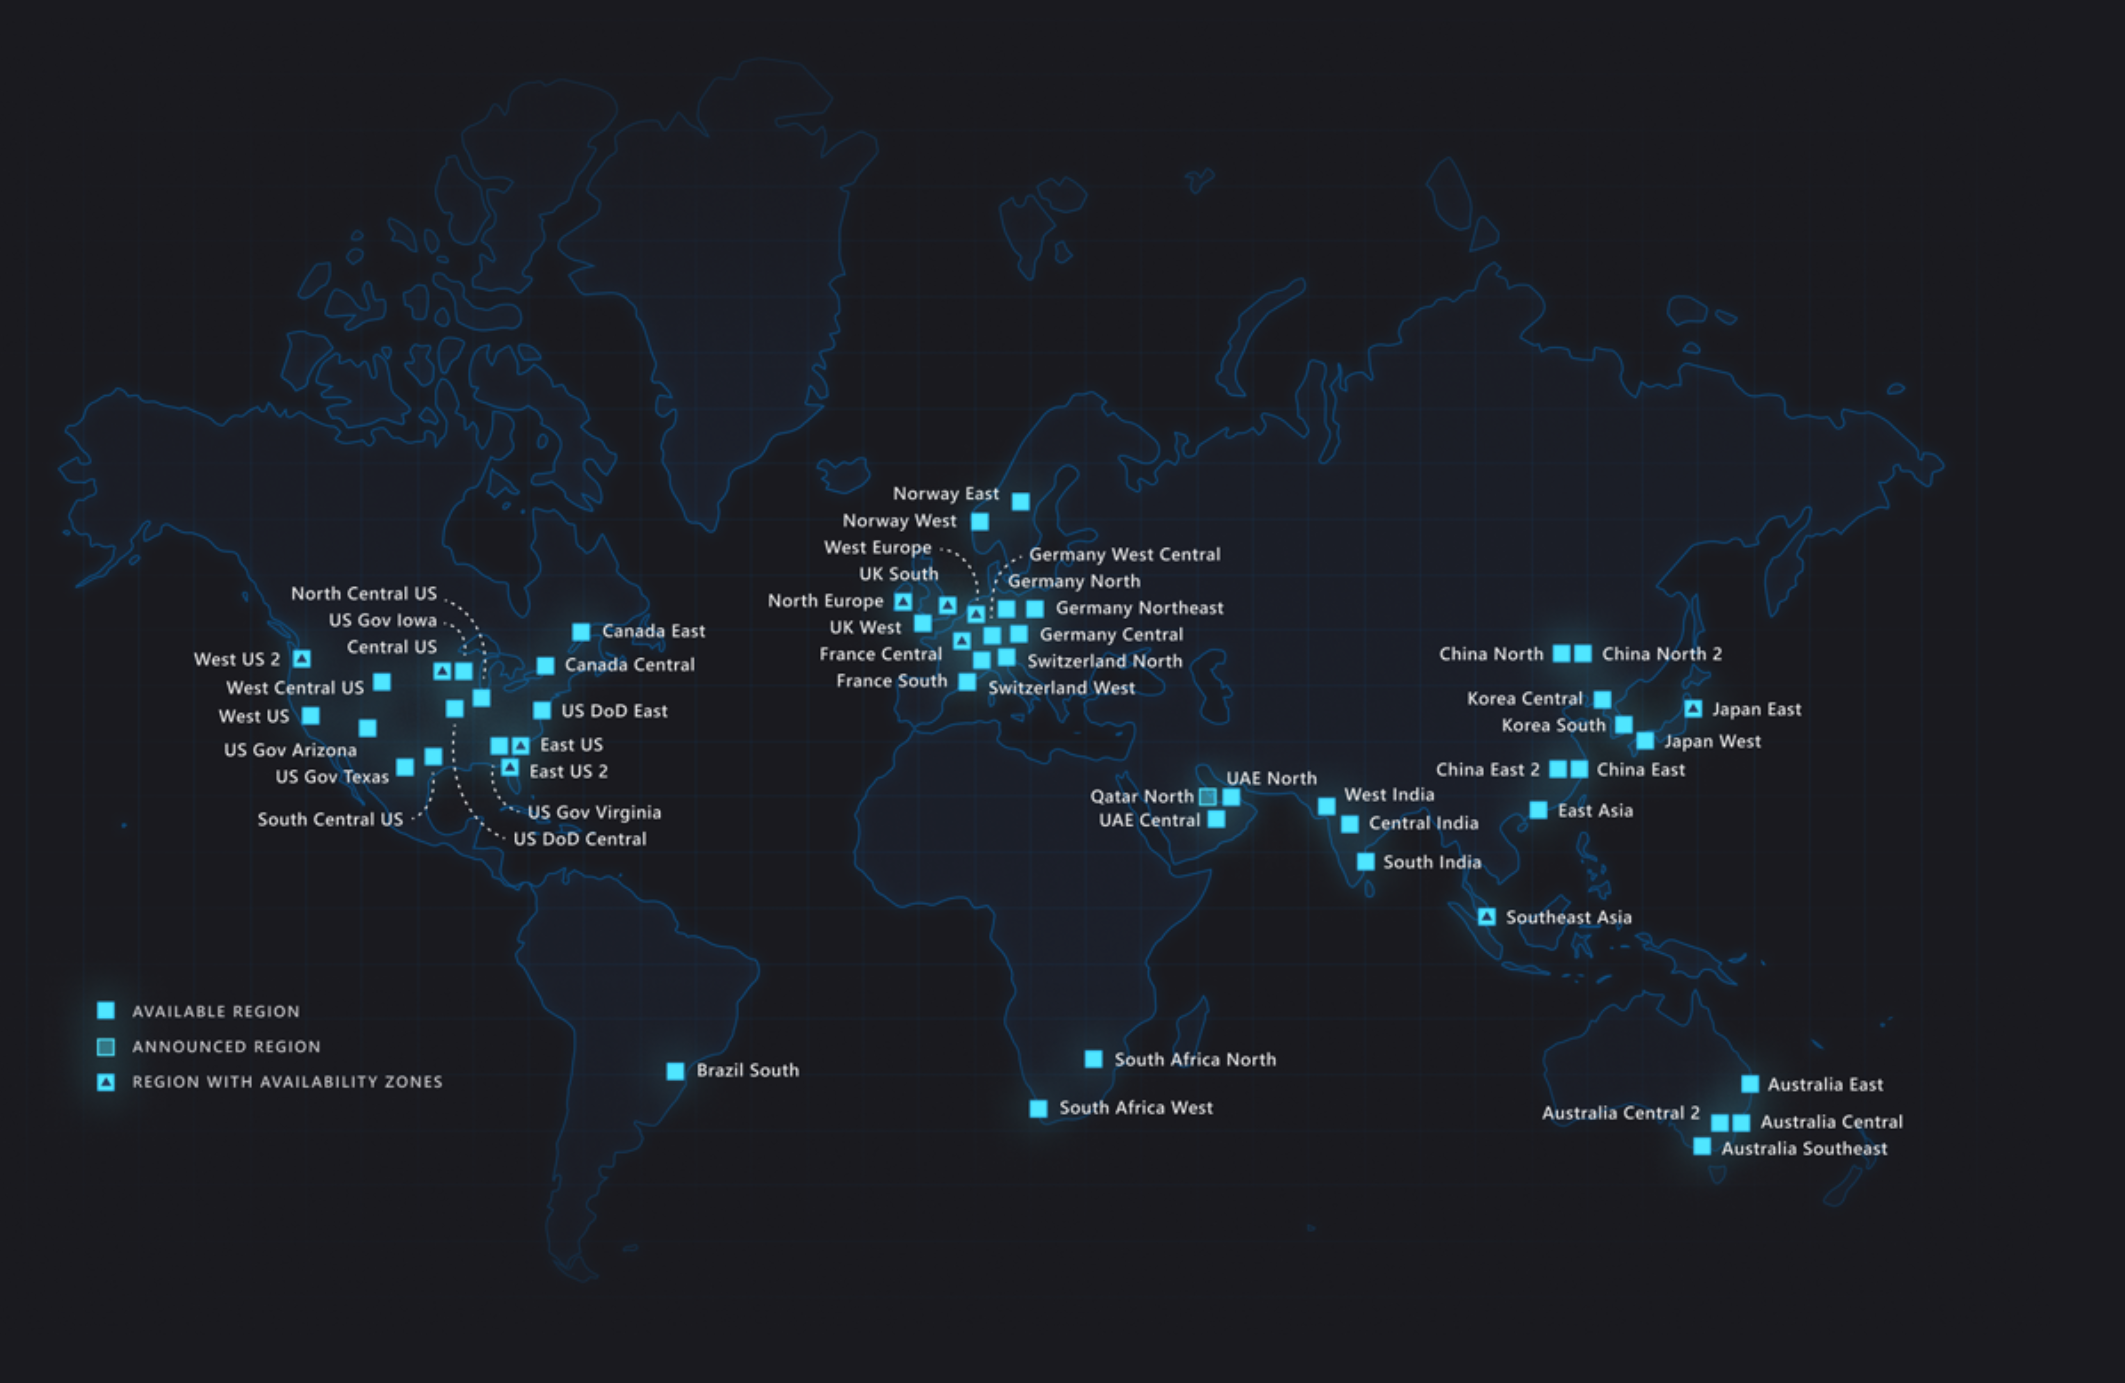 Norway East
Norway West
West Europe
Germany West Central
UK South
Germany North
North Europe
Germany Northeast
UK West
Germany Central
France Central
Switzerland North
France South
Switzerland West
North Central US
US Gov Iowa
Central US
Canada East
West US 2
Canada Central
West Central US
West US
US DoD East
US Gov Arizona
East US
US Gov Texas
East US 2
South Central US
US Gov Virginia
US DoD Central
China North
China North 2
Korea Central
Japan East
Korea South
Japan West
China East 2
China East
UAE North
Qatar North
West India
UAE Central
Central India
East Asia
South India
Southeast Asia
AVAILABLE REGION
ANNOUNCED REGION
REGION WITH AVAILABILITY ZONES
Brazil South
South Africa North
South Africa West
Australia East
Australia Central 2
Australia Central
Australia Southeast